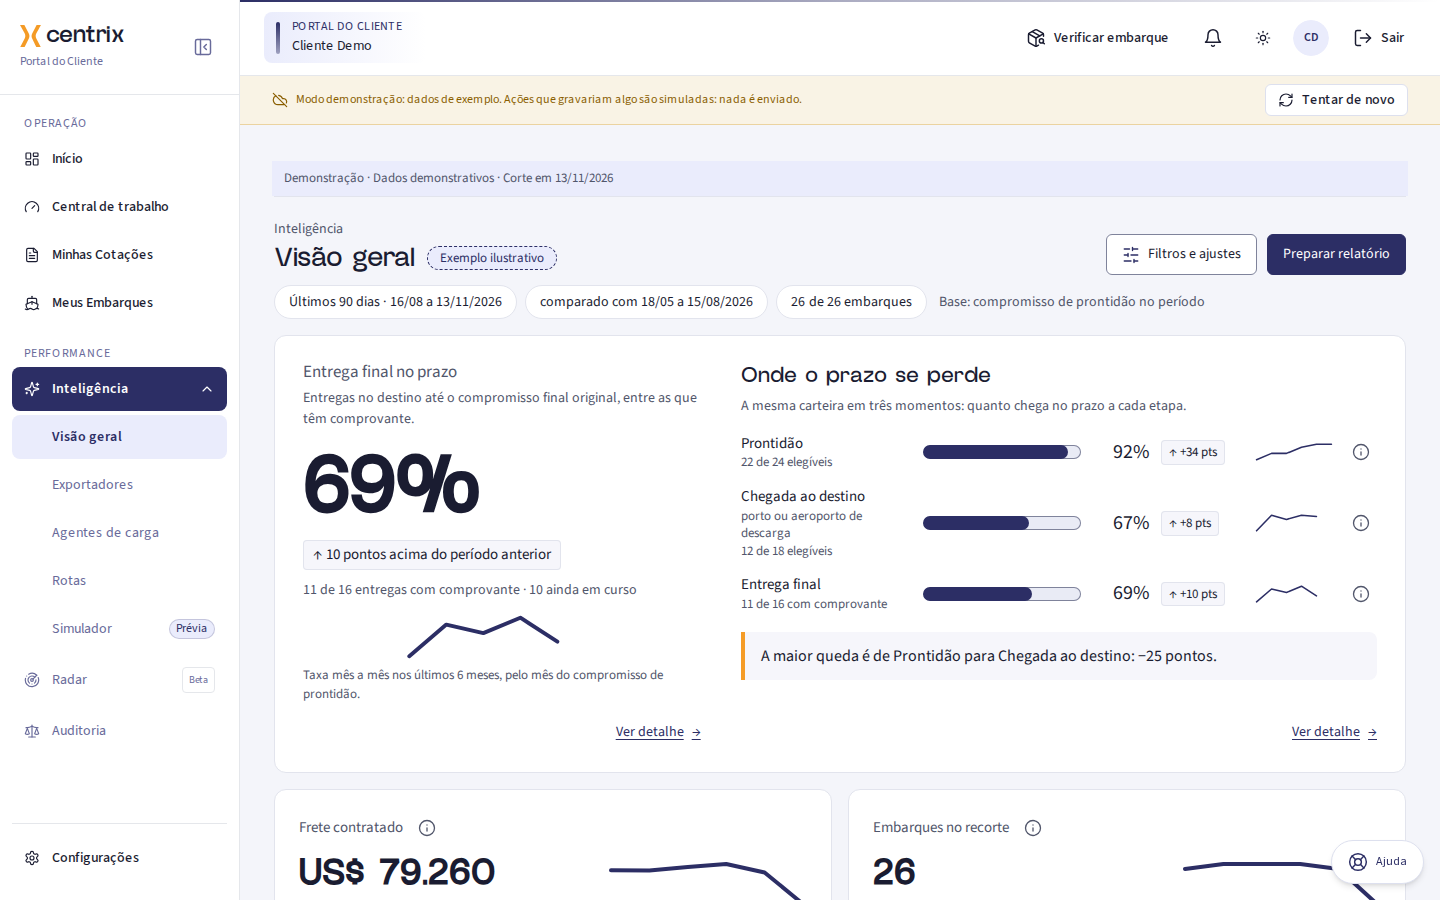 centrix
Portal do Cliente
OPERAÇÃO
Início
Central de trabalho
Minhas Cotações
Meus Embarques
PERFORMANCE
Inteligência
Visão geral
Exportadores
Agentes de carga
Rotas
Simulador Prévia
Radar Beta
Auditoria
Configurações
PORTAL DO CLIENTE
Cliente Demo
Verificar embarque
CD
Sair
Modo demonstração: dados de exemplo. Ações que gravariam algo são simuladas: nada é enviado.
Tentar de novo
Demonstração · Dados demonstrativos · Corte em 13/11/2026
Inteligência
Visão geral Exemplo ilustrativo
Filtros e ajustes
Preparar relatório
Últimos 90 dias · 16/08 a 13/11/2026
comparado com 18/05 a 15/08/2026
26 de 26 embarques
Base: compromisso de prontidão no período
Entrega final no prazo
Entregas no destino até o compromisso final original, entre as que
têm comprovante.
69%
↑ 10 pontos acima do período anterior
11 de 16 entregas com comprovante · 10 ainda em curso
Taxa mês a mês nos últimos 6 meses, pelo mês do compromisso de
prontidão.
Ver detalhe →
Onde o prazo se perde
A mesma carteira em três momentos: quanto chega no prazo a cada etapa.
Prontidão
22 de 24 elegíveis
92% ↑ +34 pts
Chegada ao destino
porto ou aeroporto de
descarga
12 de 18 elegíveis
67% ↑ +8 pts
Entrega final
11 de 16 com comprovante
69% ↑ +10 pts
A maior queda é de Prontidão para Chegada ao destino: −25 pontos.
Ver detalhe →
Frete contratado
US$ 79.260
Embarques no recorte
26
Ajuda